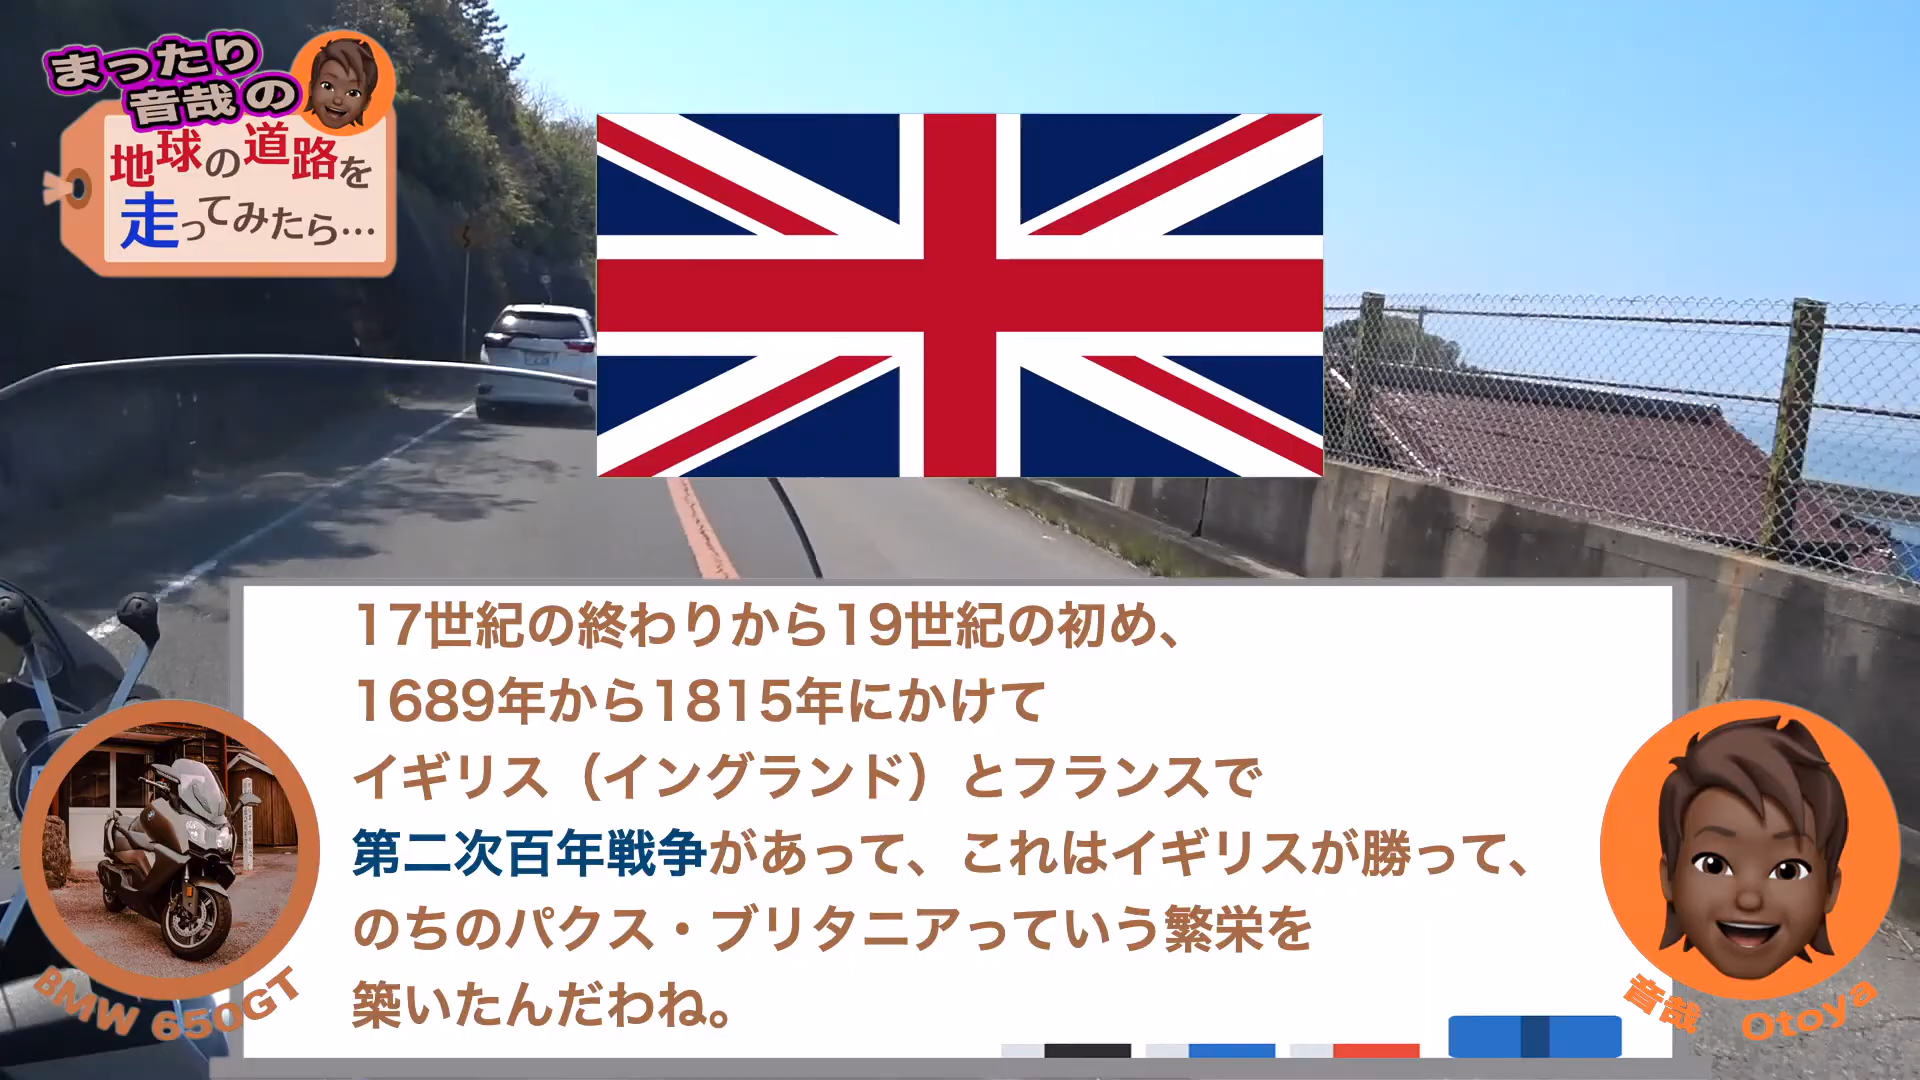 まったり
音哉の
地球の道路を
走ってみたら…
17世紀の終わりから19世紀の初め、
1689年から1815年にかけて
イギリス（イングランド）とフランスで
第二次百年戦争があって、これはイギリスが勝って、
のちのパクス・ブリタニアっていう繁栄を
築いたんだわね。
BMW 650GT
音哉 Otoya